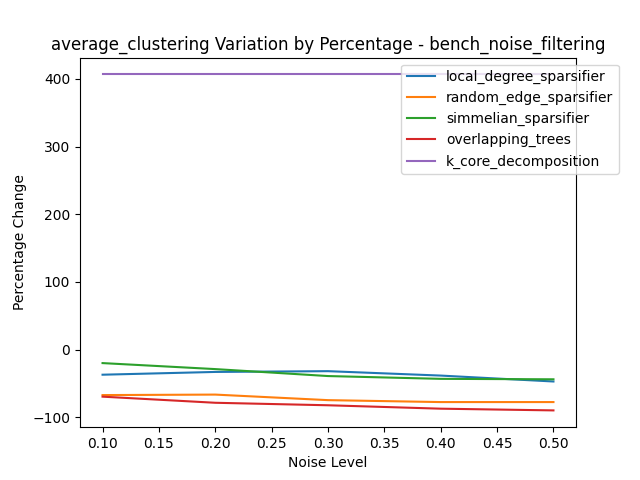 average_clustering Variation by Percentage - bench_noise_filtering
local_degree_sparsifier
random_edge_sparsifier
simmelian_sparsifier
overlapping_trees
k_core_decomposition
Percentage Change
400
300
200
100
0
−100
0.10 0.15 0.20 0.25 0.30 0.35 0.40 0.45 0.50
Noise Level